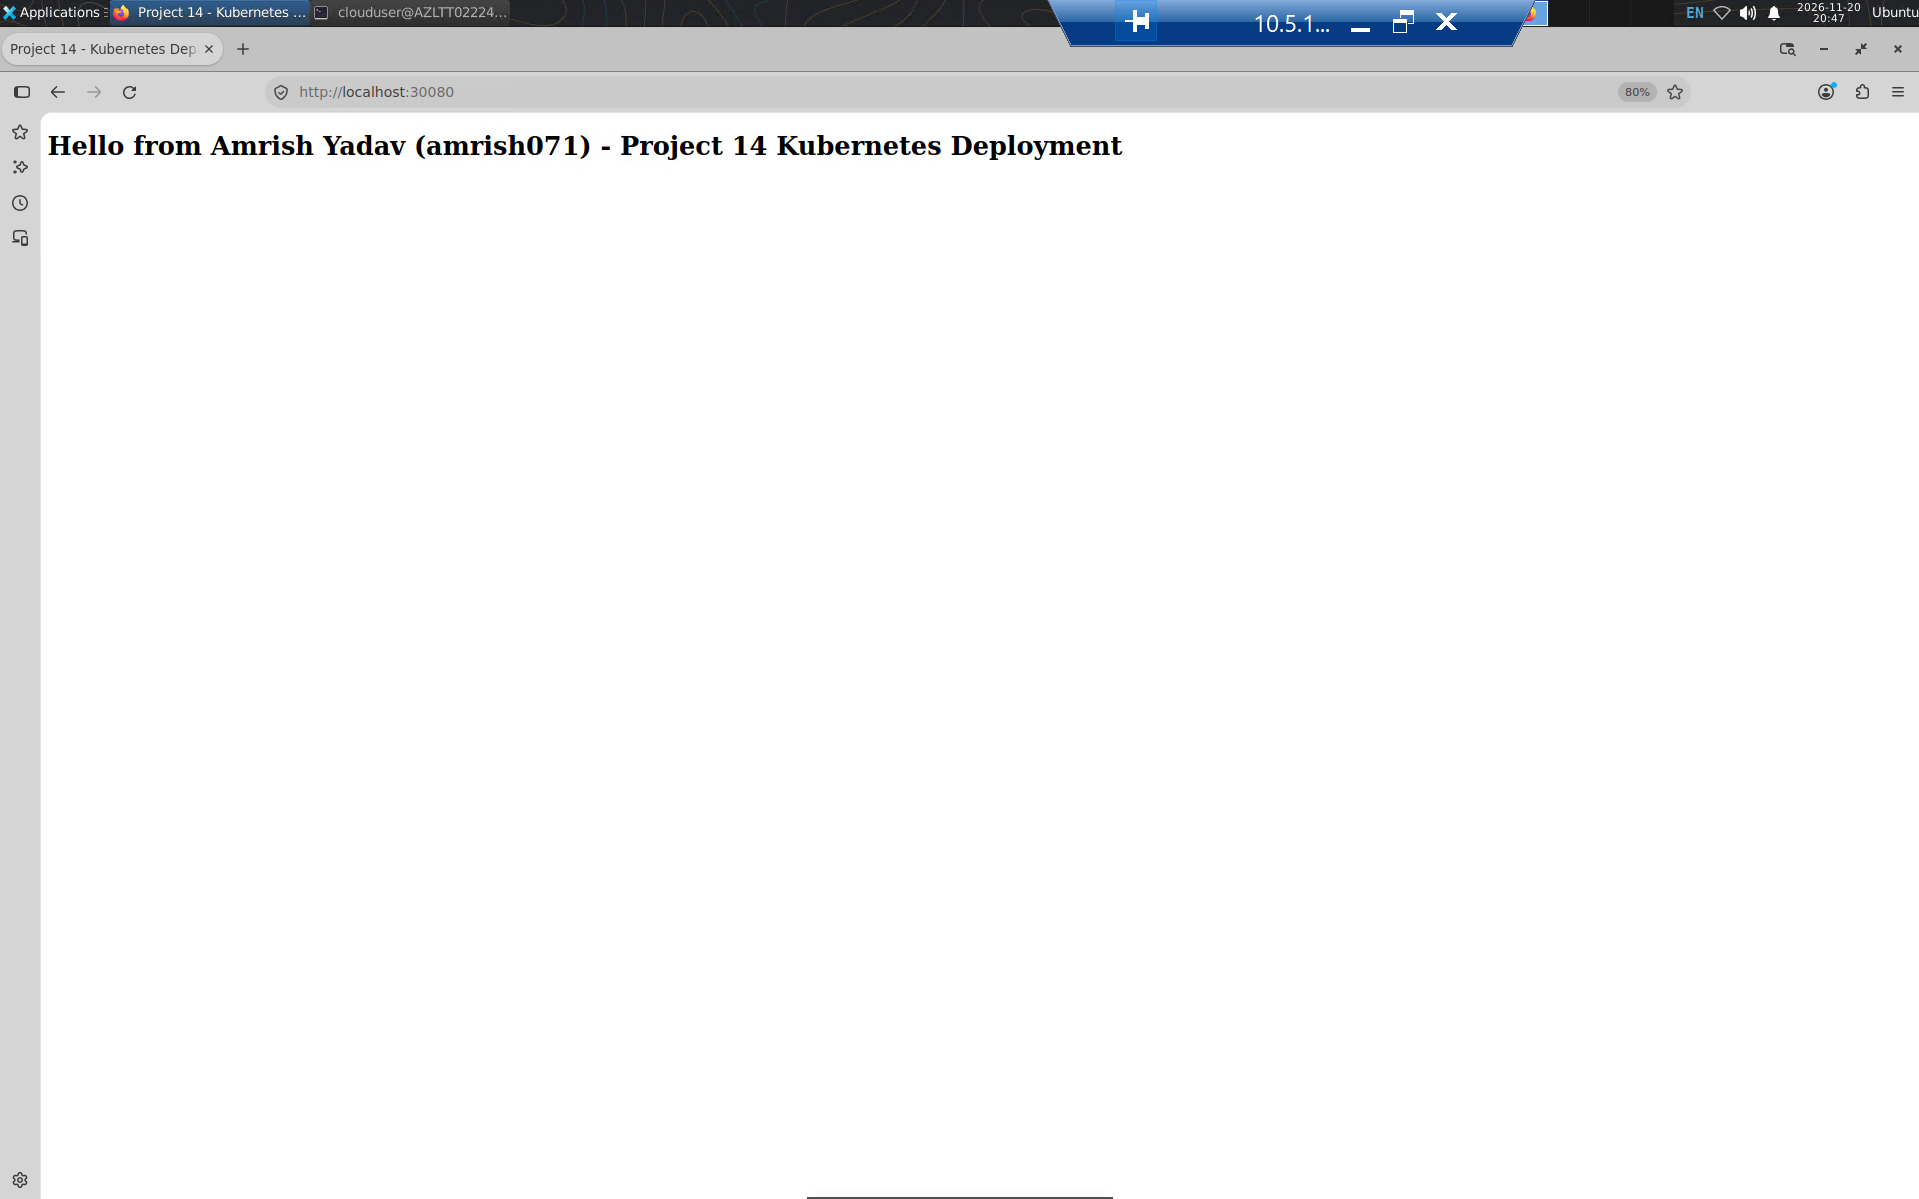 Applications
Project 14 - Kubernetes ...
clouduser@AZLTT02224...
10.5.1...
EN
2026-11-20
20:47
Ubuntu
Project 14 - Kubernetes Dep
http://localhost:30080
80%
Hello from Amrish Yadav (amrish071) - Project 14 Kubernetes Deployment